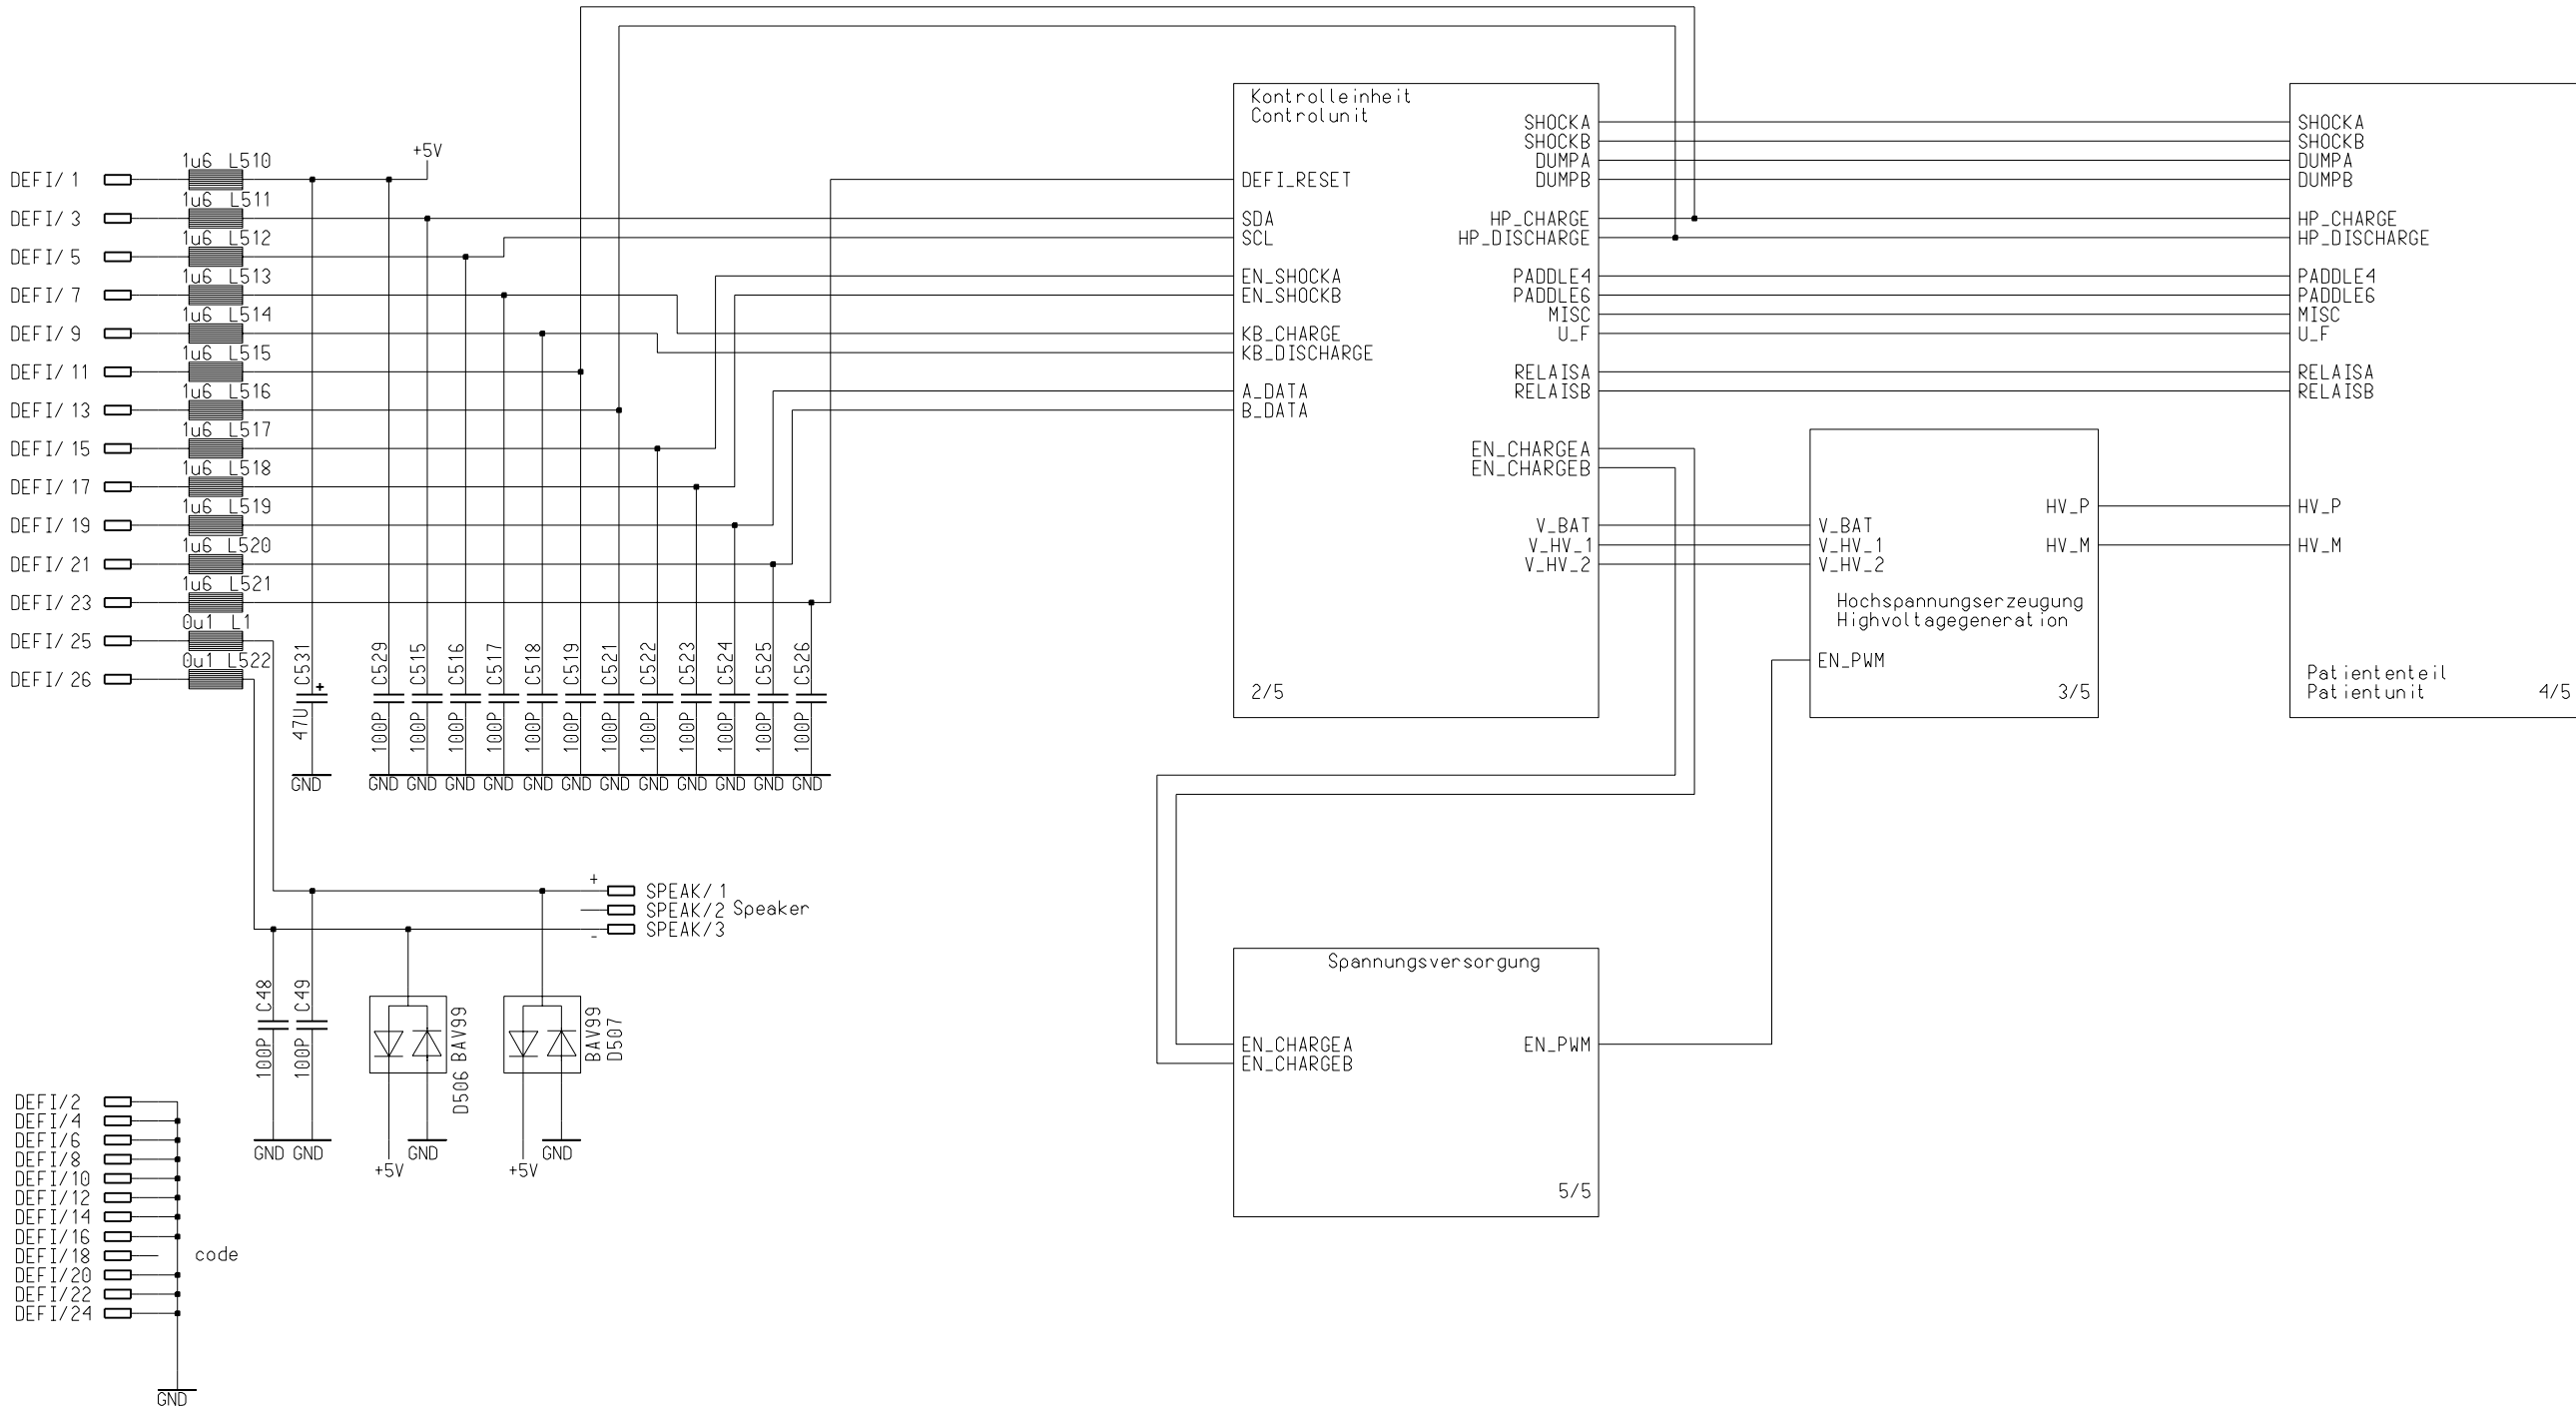 +5V
1u6 L510
DEFI/ 1
1u6 L511
DEFI/ 3
1u6 L512
DEFI/ 5
1u6 L513
DEFI/ 7
1u6 L514
DEFI/ 9
1u6 L515
DEFI/ 11
1u6 L516
DEFI/ 13
1u6 L517
DEFI/ 15
1u6 L518
DEFI/ 17
1u6 L519
DEFI/ 19
1u6 L520
DEFI/ 21
1u6 L521
DEFI/ 23
0u1 L1
DEFI/ 25
0u1 L522
DEFI/ 26
C531
+
47U
GND
C529
100P
GND
C515
100P
GND
C516
100P
GND
C517
100P
GND
C518
100P
GND
C519
100P
GND
C521
100P
GND
C522
100P
GND
C523
100P
GND
C524
100P
GND
C525
100P
GND
C526
100P
GND
Kontrolleinheit
Controlunit
DEFI_RESET
SDA
SCL
EN_SHOCKA
EN_SHOCKB
KB_CHARGE
KB_DISCHARGE
A_DATA
B_DATA
2/5
SHOCKA
SHOCKB
DUMPA
DUMPB
HP_CHARGE
HP_DISCHARGE
PADDLE4
PADDLE6
MISC
U_F
RELAISA
RELAISB
EN_CHARGEA
EN_CHARGEB
V_BAT
V_HV_1
V_HV_2
V_BAT
V_HV_1
V_HV_2
HV_P
HV_M
Hochspannungserzeugung
Highvoltagegeneration
EN_PWM
3/5
SHOCKA
SHOCKB
DUMPA
DUMPB
HP_CHARGE
HP_DISCHARGE
PADDLE4
PADDLE6
MISC
U_F
RELAISA
RELAISB
HV_P
HV_M
Patiententeil
Patientunit
4/5
+
SPEAK/ 1
SPEAK/2 Speaker
SPEAK/3
-
C48
100P
GND
C49
100P
GND
D506 BAV99
+5V
GND
BAV99
D507
+5V
GND
Spannungsversorgung
EN_CHARGEA
EN_CHARGEB
EN_PWM
5/5
DEFI/2
DEFI/4
DEFI/6
DEFI/8
DEFI/10
DEFI/12
DEFI/14
DEFI/16
DEFI/18 code
DEFI/20
DEFI/22
DEFI/24
GND